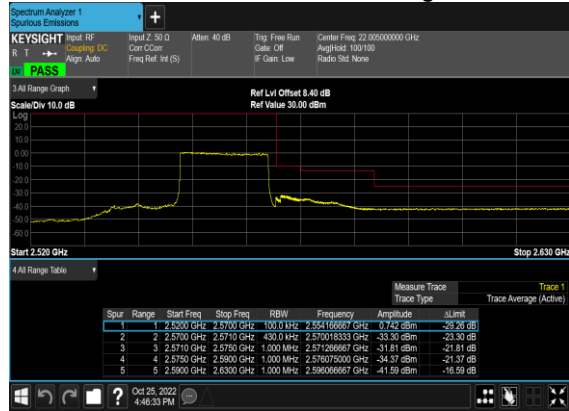 Spectrum Analyzer 1
Spurious Emissions
+
KEYSIGHT Input: RF Input Z: 50 Ω Atten: 40 dB Trig: Free Run Center Freq: 22.005000000 GHz
R T Coupling: DC Corr CCorr Gate: Off Avg|Hold: 100/100
Align: Auto Freq Ref: Int (S) IF Gain: Low Radio Std: None
PASS
3 All Range Graph
Ref Lvl Offset 8.40 dB
Scale/Div 10.0 dB Ref Value 30.00 dBm
Log
20.0
10.0
0.00
-10.0
-20.0
-30.0
-40.0
-50.0
-60.0
Start 2.520 GHz Stop 2.630 GHz
4 All Range Table
Measure Trace Trace 1
Trace Type Trace Average (Active)
Spur Range Start Freq Stop Freq RBW Frequency Amplitude ΔLimit
1 1 2.5200 GHz 2.5700 GHz 100.0 kHz 2.554166667 GHz 0.742 dBm -29.26 dB
2 2 2.5700 GHz 2.5710 GHz 430.0 kHz 2.570018333 GHz -33.30 dBm -23.30 dB
3 3 2.5710 GHz 2.5750 GHz 1.000 MHz 2.571266667 GHz -31.81 dBm -21.81 dB
4 4 2.5750 GHz 2.5900 GHz 1.000 MHz 2.576075000 GHz -34.37 dBm -21.37 dB
5 5 2.5900 GHz 2.6300 GHz 1.000 MHz 2.596066667 GHz -41.59 dBm -16.59 dB
? Oct 25, 2022
4:46:33 PM